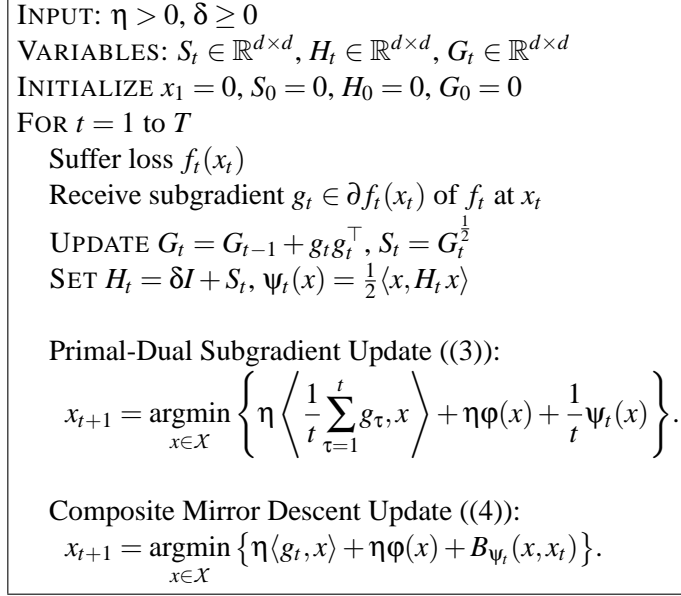 INPUT: η > 0, δ ≥ 0
VARIABLES: S_t ∈ ℝ^{d×d}, H_t ∈ ℝ^{d×d}, G_t ∈ ℝ^{d×d}
INITIALIZE x_1 = 0, S_0 = 0, H_0 = 0, G_0 = 0
FOR t = 1 to T
Suffer loss f_t(x_t)
Receive subgradient g_t ∈ ∂f_t(x_t) of f_t at x_t
UPDATE G_t = G_{t−1} + g_t g_t^⊤, S_t = G_t^{1/2}
SET H_t = δI + S_t, ψ_t(x) = ½⟨x, H_t x⟩
Primal-Dual Subgradient Update ((3)):
x_{t+1} = argmin_{x∈X} { η ⟨ (1/t) ∑_{τ=1}^{t} g_τ, x ⟩ + ηφ(x) + (1/t) ψ_t(x) }.
Composite Mirror Descent Update ((4)):
x_{t+1} = argmin_{x∈X} { η⟨g_t, x⟩ + ηφ(x) + B_{ψ_t}(x, x_t) }.